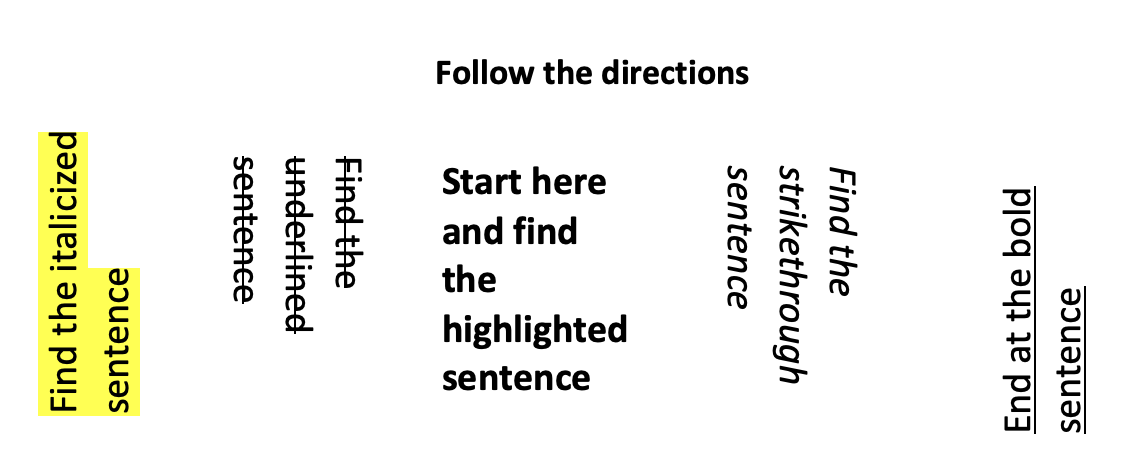 Follow the directions
Find the italicized
sentence
Find the
underlined
sentence
Start here
and find
the
highlighted
sentence
Find the
strikethrough
sentence
End at the bold
sentence